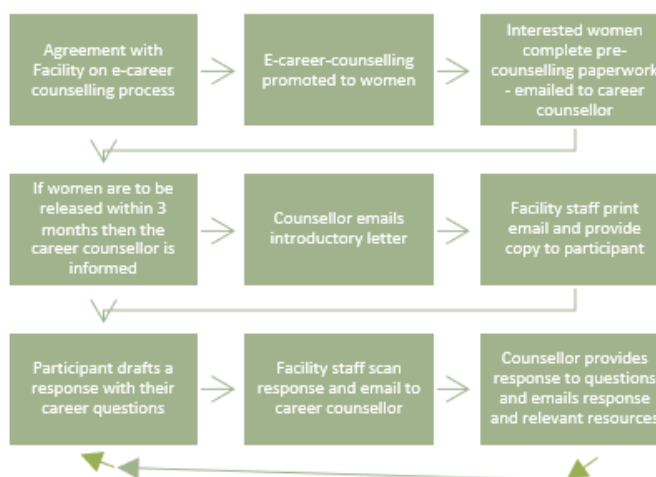 Agreement with
Facility on e-career
counselling process
E-career-counselling
promoted to women
Interested women
complete pre-
counselling paperwork
- emailed to career
counsellor
If women are to be
released within 3
months then the
career counsellor is
informed
Counsellor emails
introductory letter
Facility staff print
email and provide
copy to participant
Participant drafts a
response with their
career questions
Facility staff scan
response and email to
career counsellor
Counsellor provides
response to questions
and emails response
and relevant resources